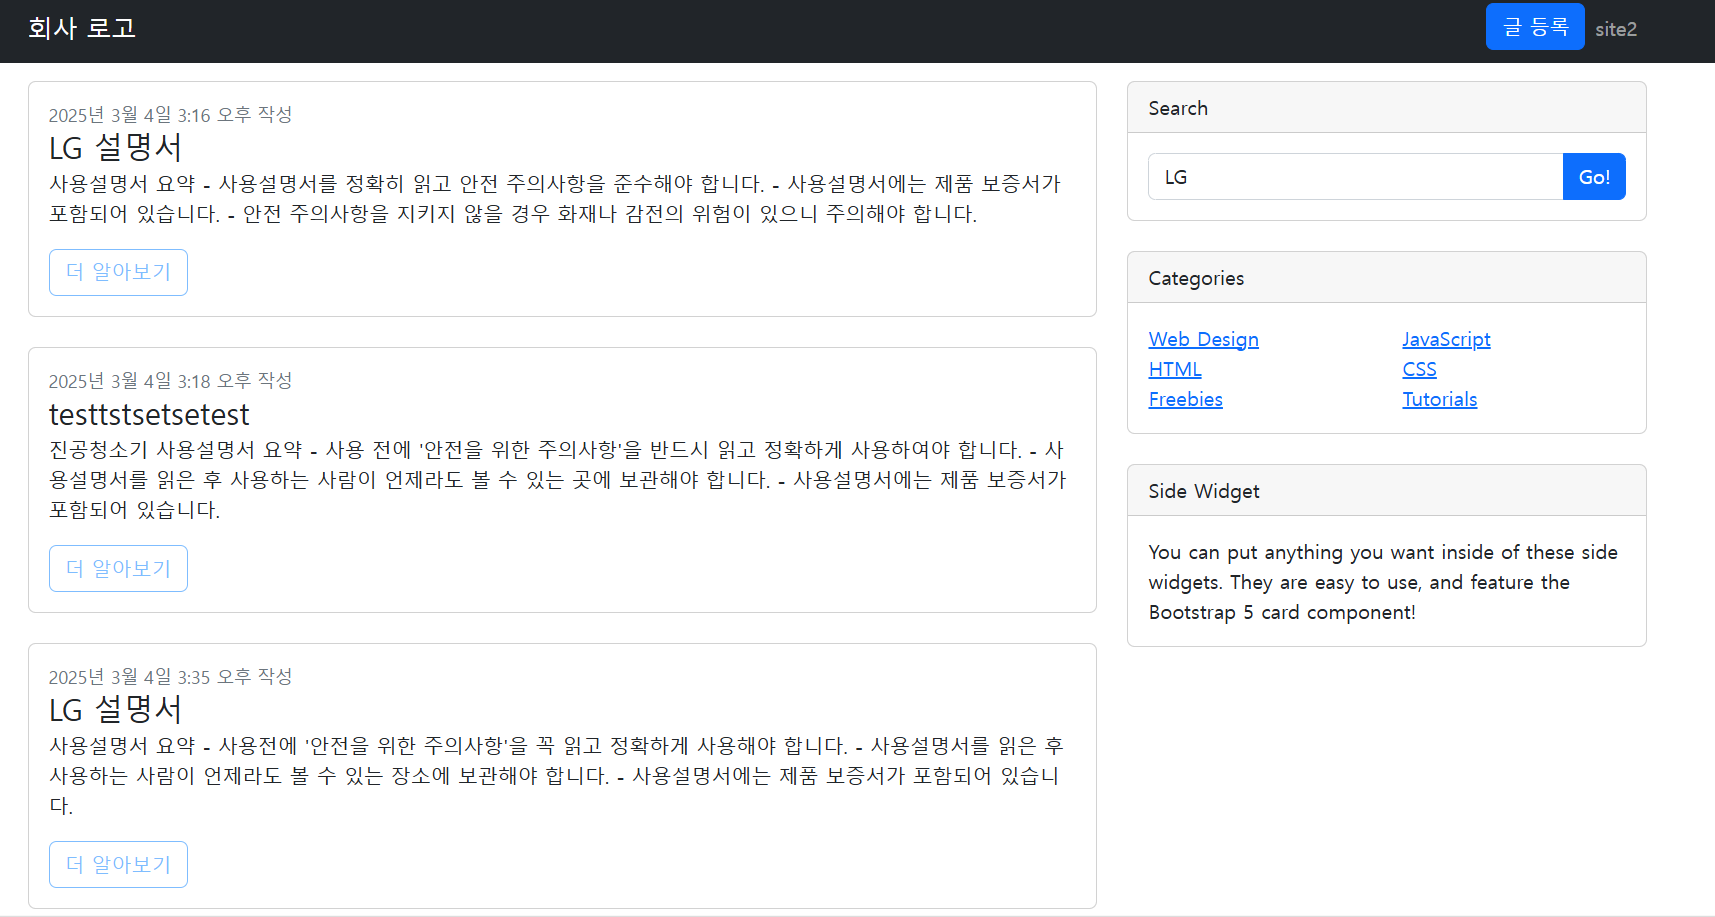 회사 로고
글 등록 site2
2025년 3월 4일 3:16 오후 작성
LG 설명서
사용설명서 요약 - 사용설명서를 정확히 읽고 안전 주의사항을 준수해야 합니다. - 사용설명서에는 제품 보증서가
포함되어 있습니다. - 안전 주의사항을 지키지 않을 경우 화재나 감전의 위험이 있으니 주의해야 합니다.
더 알아보기
2025년 3월 4일 3:18 오후 작성
testtstsetsetest
진공청소기 사용설명서 요약 - 사용 전에 '안전을 위한 주의사항'을 반드시 읽고 정확하게 사용하여야 합니다. - 사
용설명서를 읽은 후 사용하는 사람이 언제라도 볼 수 있는 곳에 보관해야 합니다. - 사용설명서에는 제품 보증서가
포함되어 있습니다.
더 알아보기
2025년 3월 4일 3:35 오후 작성
LG 설명서
사용설명서 요약 - 사용전에 '안전을 위한 주의사항'을 꼭 읽고 정확하게 사용해야 합니다. - 사용설명서를 읽은 후
사용하는 사람이 언제라도 볼 수 있는 장소에 보관해야 합니다. - 사용설명서에는 제품 보증서가 포함되어 있습니
다.
더 알아보기
Search
LG Go!
Categories
Web Design JavaScript
HTML CSS
Freebies Tutorials
Side Widget
You can put anything you want inside of these side
widgets. They are easy to use, and feature the
Bootstrap 5 card component!